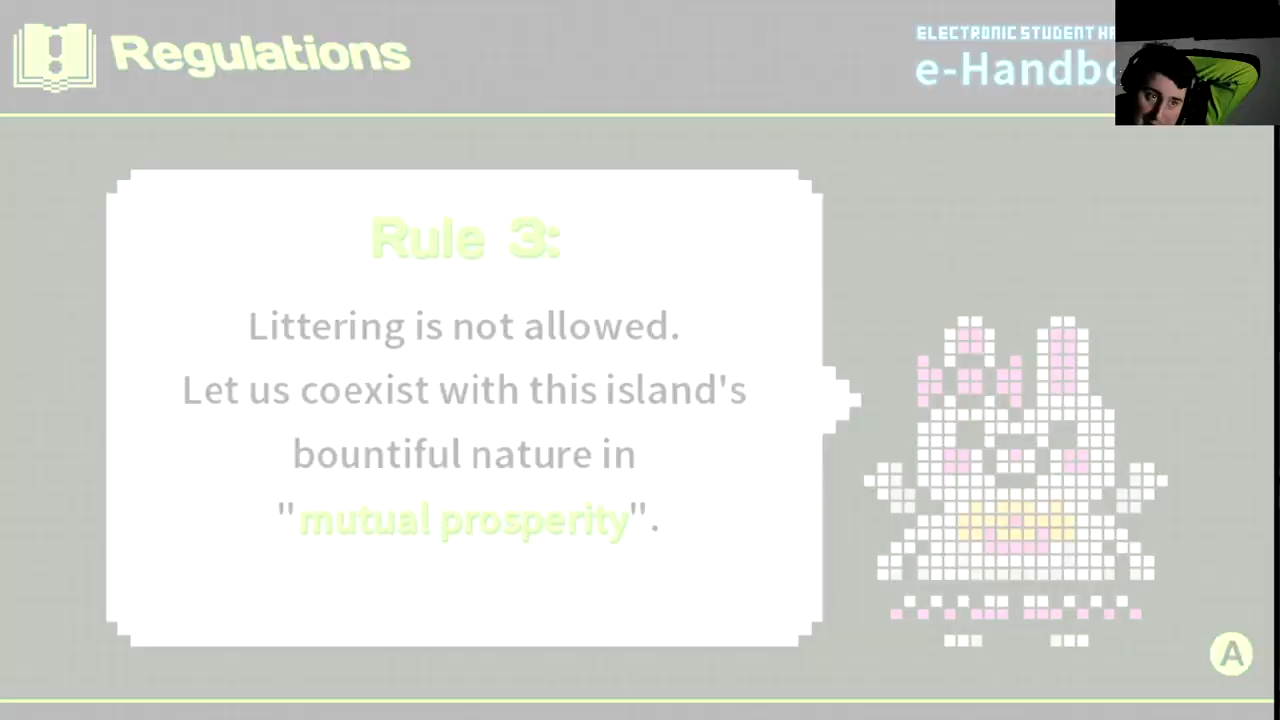 Regulations
ELECTRONIC STUDENT
e-Handbo
Rule 3:
Littering is not allowed.
Let us coexist with this island's
bountiful nature in
"mutual prosperity".
A